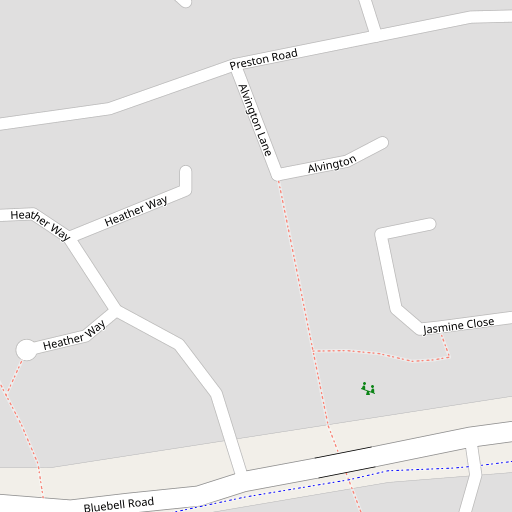 Preston Road
Alvington Lane
Alvington
Heather Way
Heather Way
Jasmine Close
Heather Way
Bluebell Road